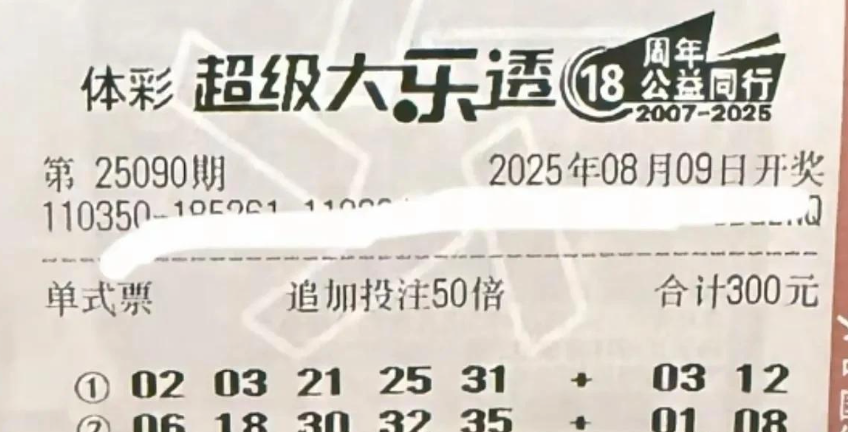 体彩 超级大乐透 18 周年 公益同行 2007-2025
第 25090期 2025年08月09日开奖
110350-185261
单式票 追加投注50倍 合计300元
① 02 03 21 25 31 + 03 12
② 06 18 30 32 35 + 01 08